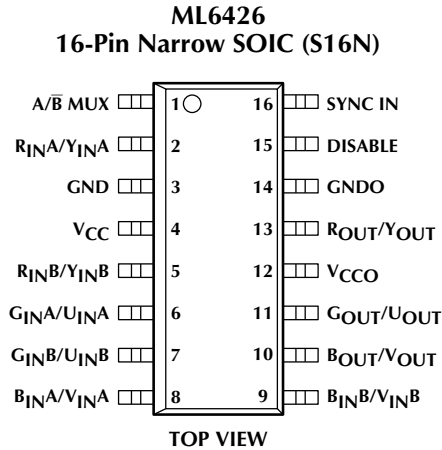 ML6426
16-Pin Narrow SOIC (S16N)
A/B̅ MUX 1 16 SYNC IN
RINA/YINA 2 15 DISABLE
GND 3 14 GNDO
VCC 4 13 ROUT/YOUT
RINB/YINB 5 12 VCCO
GINA/UINA 6 11 GOUT/UOUT
GINB/UINB 7 10 BOUT/VOUT
BINA/VINA 8 9 BINB/VINB
TOP VIEW